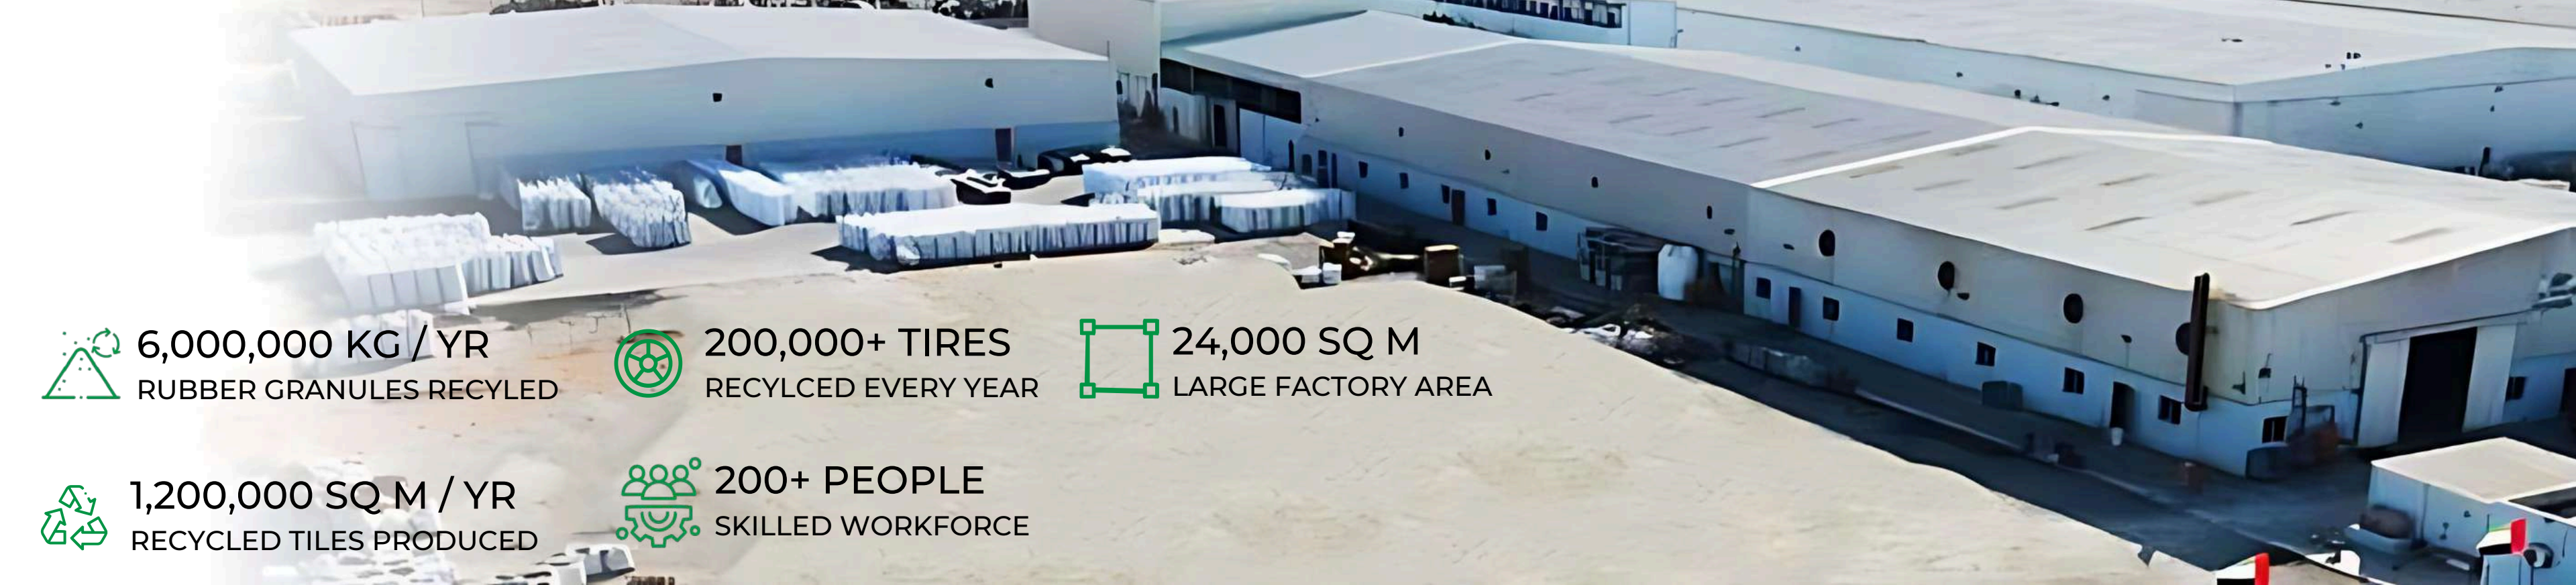 6,000,000 KG / YR
RUBBER GRANULES RECYLED
200,000+ TIRES
RECYLCED EVERY YEAR
24,000 SQ M
LARGE FACTORY AREA
1,200,000 SQ M / YR
RECYCLED TILES PRODUCED
200+ PEOPLE
SKILLED WORKFORCE